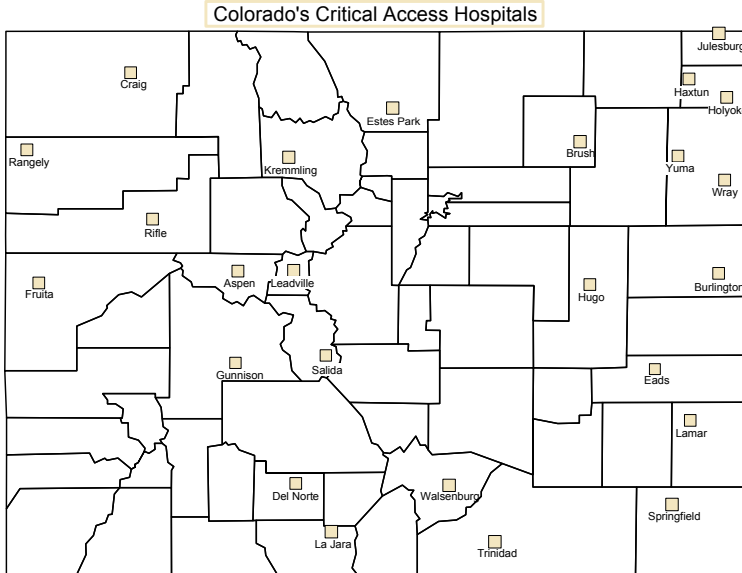 Colorado's Critical Access Hospitals
Julesburg
Craig
Haxtun
Holyok
Estes Park
Brush
Rangely
Kremmling
Yuma
Wray
Rifle
Aspen
Leadville
Fruita
Hugo
Burlington
Gunnison
Salida
Eads
Lamar
Del Norte
Walsenburg
Springfield
La Jara
Trinidad